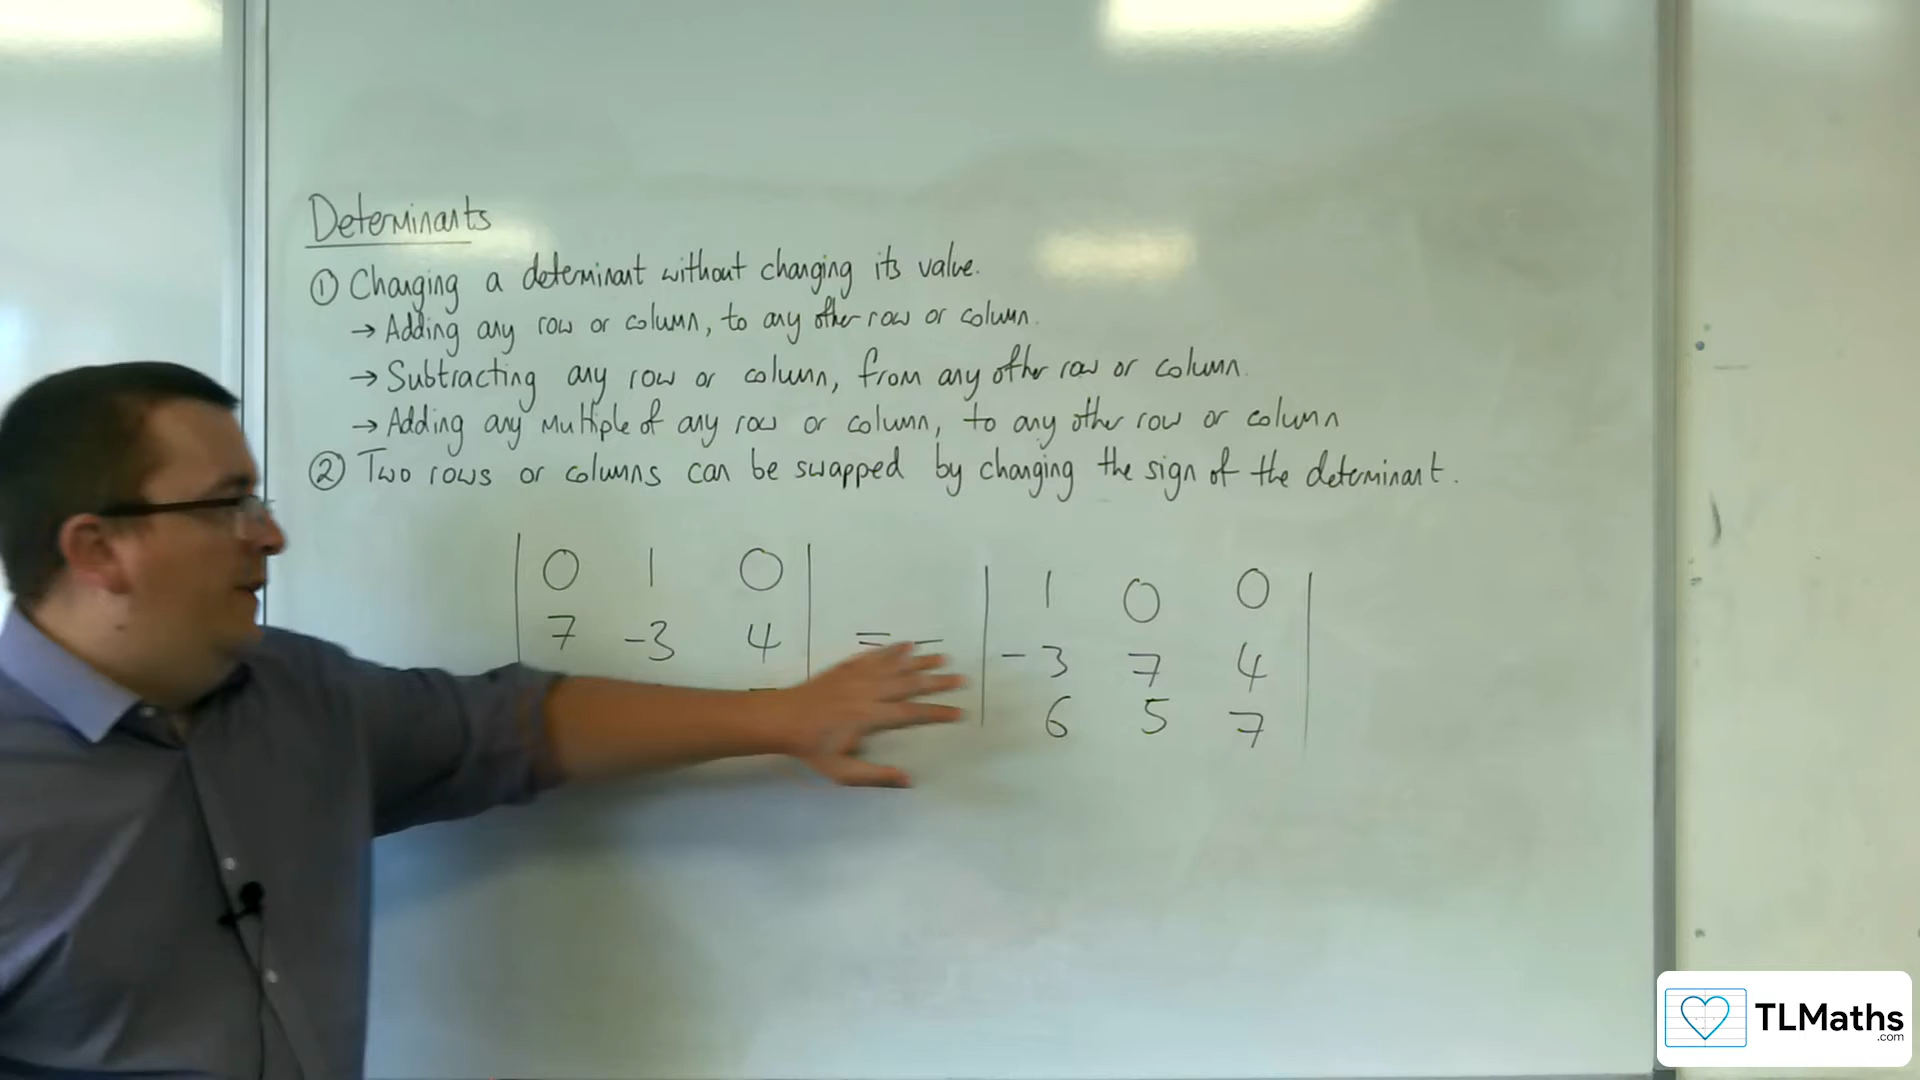 Determinants
① Changing a determinant without changing its value.
→ Adding any row or column, to any other row or column.
→ Subtracting any row or column, from any other row or column.
→ Adding any multiple of any row or column, to any other row or column
② Two rows or columns can be swapped by changing the sign of the determinant.
| 0 1 0 | | 1 0 0 |
| 7 -3 4 | = - | -3 7 4 |
6 5 7
TLMaths
.com